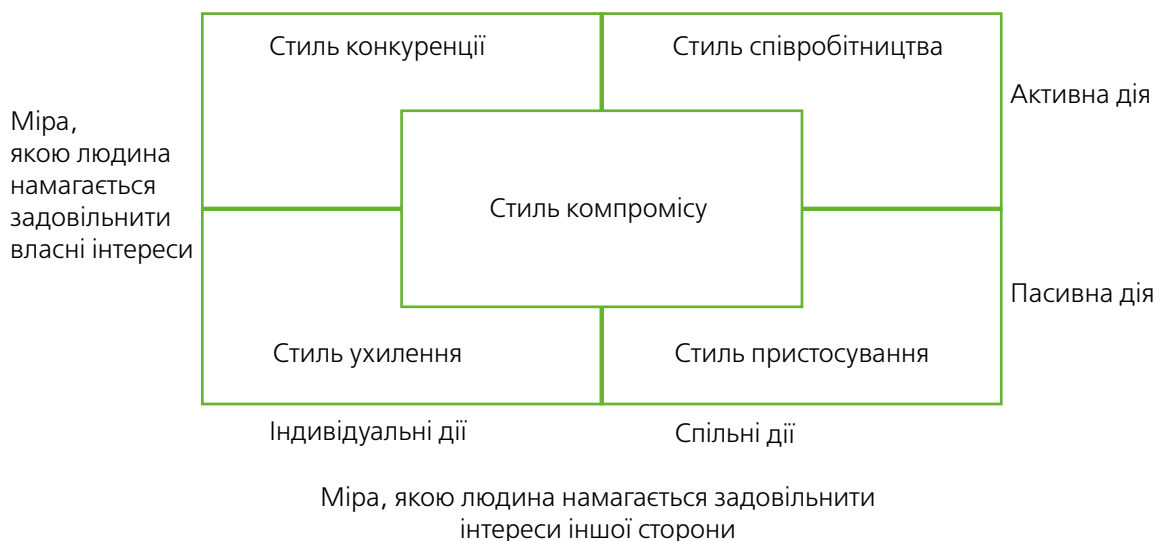 Стиль конкуренції
Стиль співробітництва
Активна дія
Міра,
якою людина
намагається
задовільнити
власні інтереси
Стиль компромісу
Пасивна дія
Стиль ухилення
Стиль пристосування
Індивідуальні дії
Спільні дії
Міра, якою людина намагається задовільнити
інтереси іншої сторони